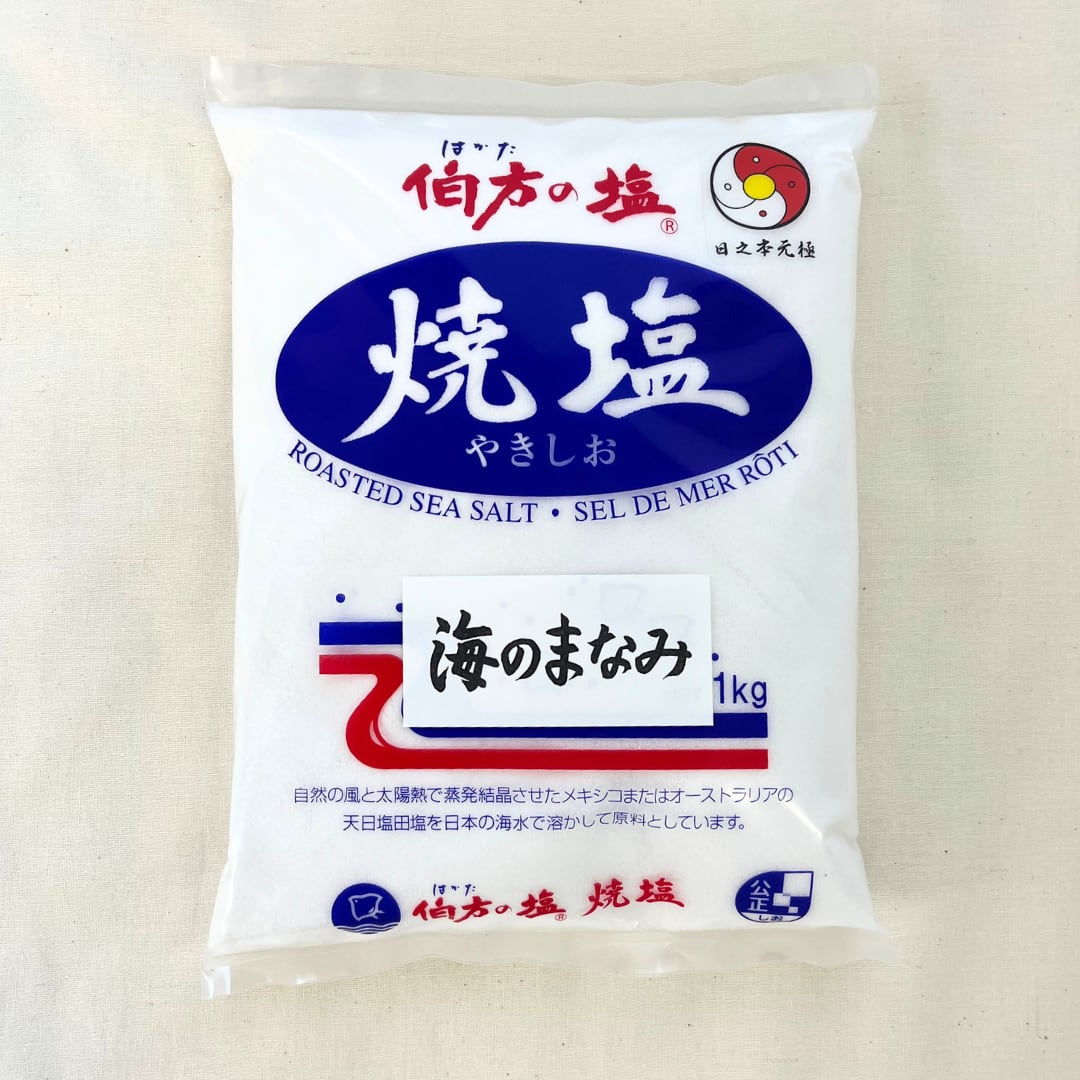 はかた
伯方の塩®
日之本元極
焼塩
やきしお
ROASTED SEA SALT・SEL DE MER RÔTI
海のまなみ
1kg
自然の風と太陽熱で蒸発結晶させたメキシコまたはオーストラリアの
天日塩田塩を日本の海水で溶かして原料としています。
はかた
伯方の塩® 焼塩
公正
しお